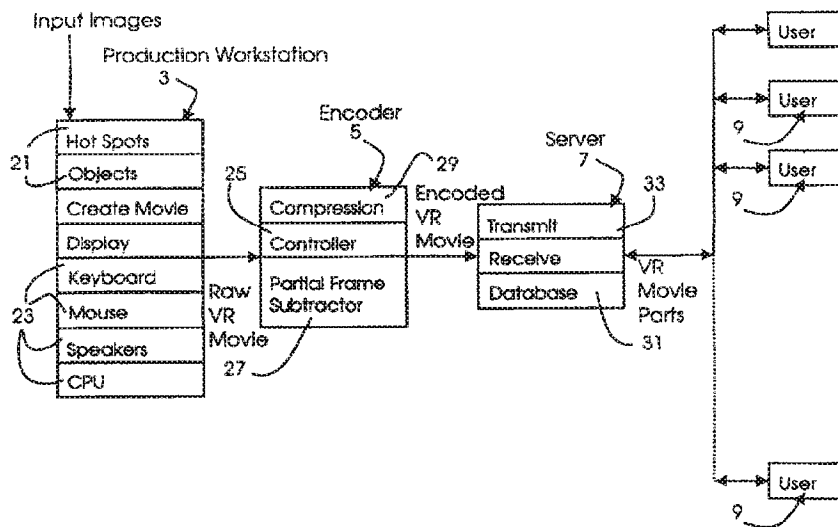 Input Images
Production Workstation
3
Hot Spots
Objects
Create Movie
Display
Keyboard
Mouse
Speakers
CPU
21
23
Raw
VR
Movie
Encoder
5
29
25
Compression
Controller
Partial Frame
Subtractor
27
Encoded
VR
Movie
Server
7
33
Transmit
Receive
Database
31
VR
Movie
Parts
User
User
9
User
9
User
9